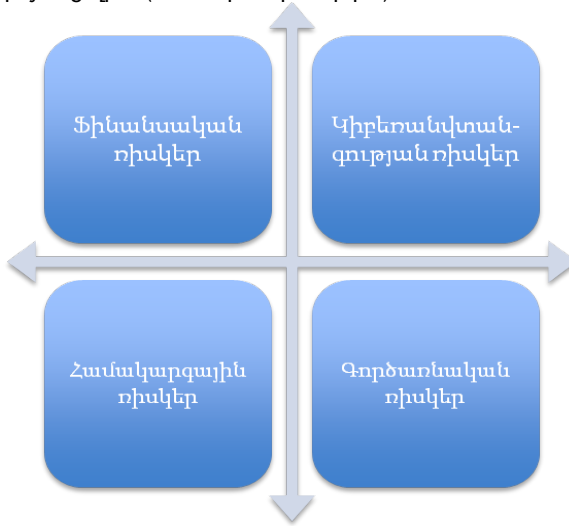 Ֆինանսական
ռիսկեր
Կիբեռանվտան-
գության ռիսկեր
Համակարգային
ռիսկեր
Գործառնական
ռիսկեր